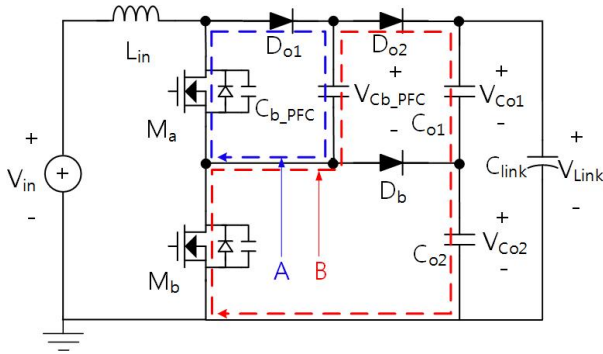 Lin
Do1
Do2
Ma
Cb_PFC
+
VCb_PFC
-
Co1
+
VCo1
-
+
Vin
-
Db
Clink
+
VLink
-
Mb
A
B
Co2
+
VCo2
-